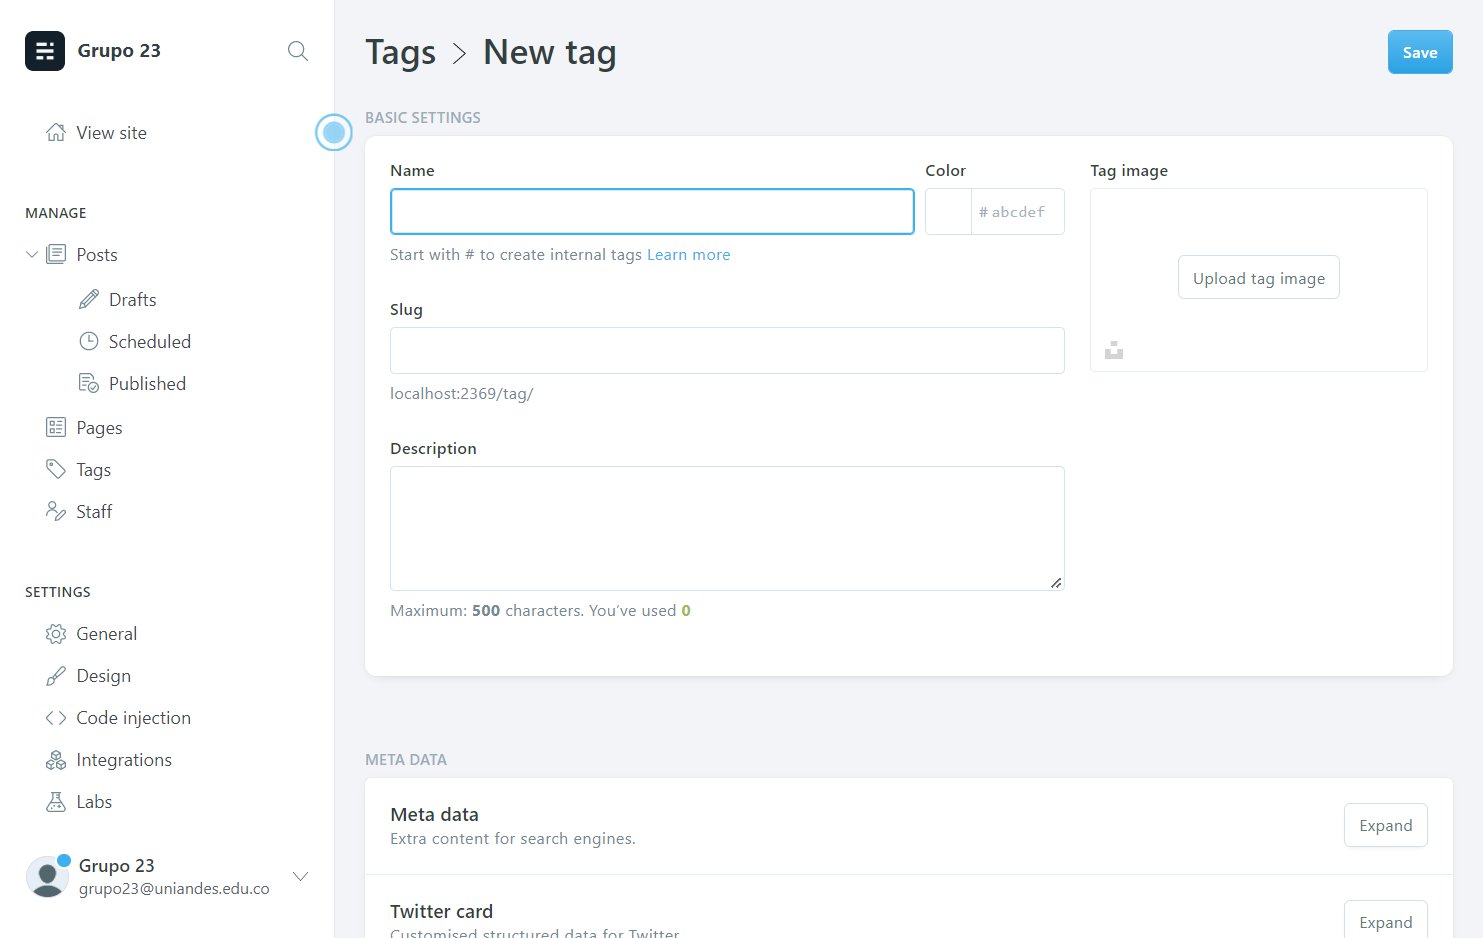 Grupo 23
View site
MANAGE
Posts
Drafts
Scheduled
Published
Pages
Tags
Staff
SETTINGS
General
Design
Code injection
Integrations
Labs
Grupo 23
grupo23@uniandes.edu.co
Tags > New tag
Save
BASIC SETTINGS
Name
Color
# abcdef
Start with # to create internal tags Learn more
Slug
localhost:2369/tag/
Description
Maximum: 500 characters. You’ve used 0
Tag image
Upload tag image
META DATA
Meta data
Extra content for search engines.
Expand
Twitter card
Customised structured data for Twitter
Expand